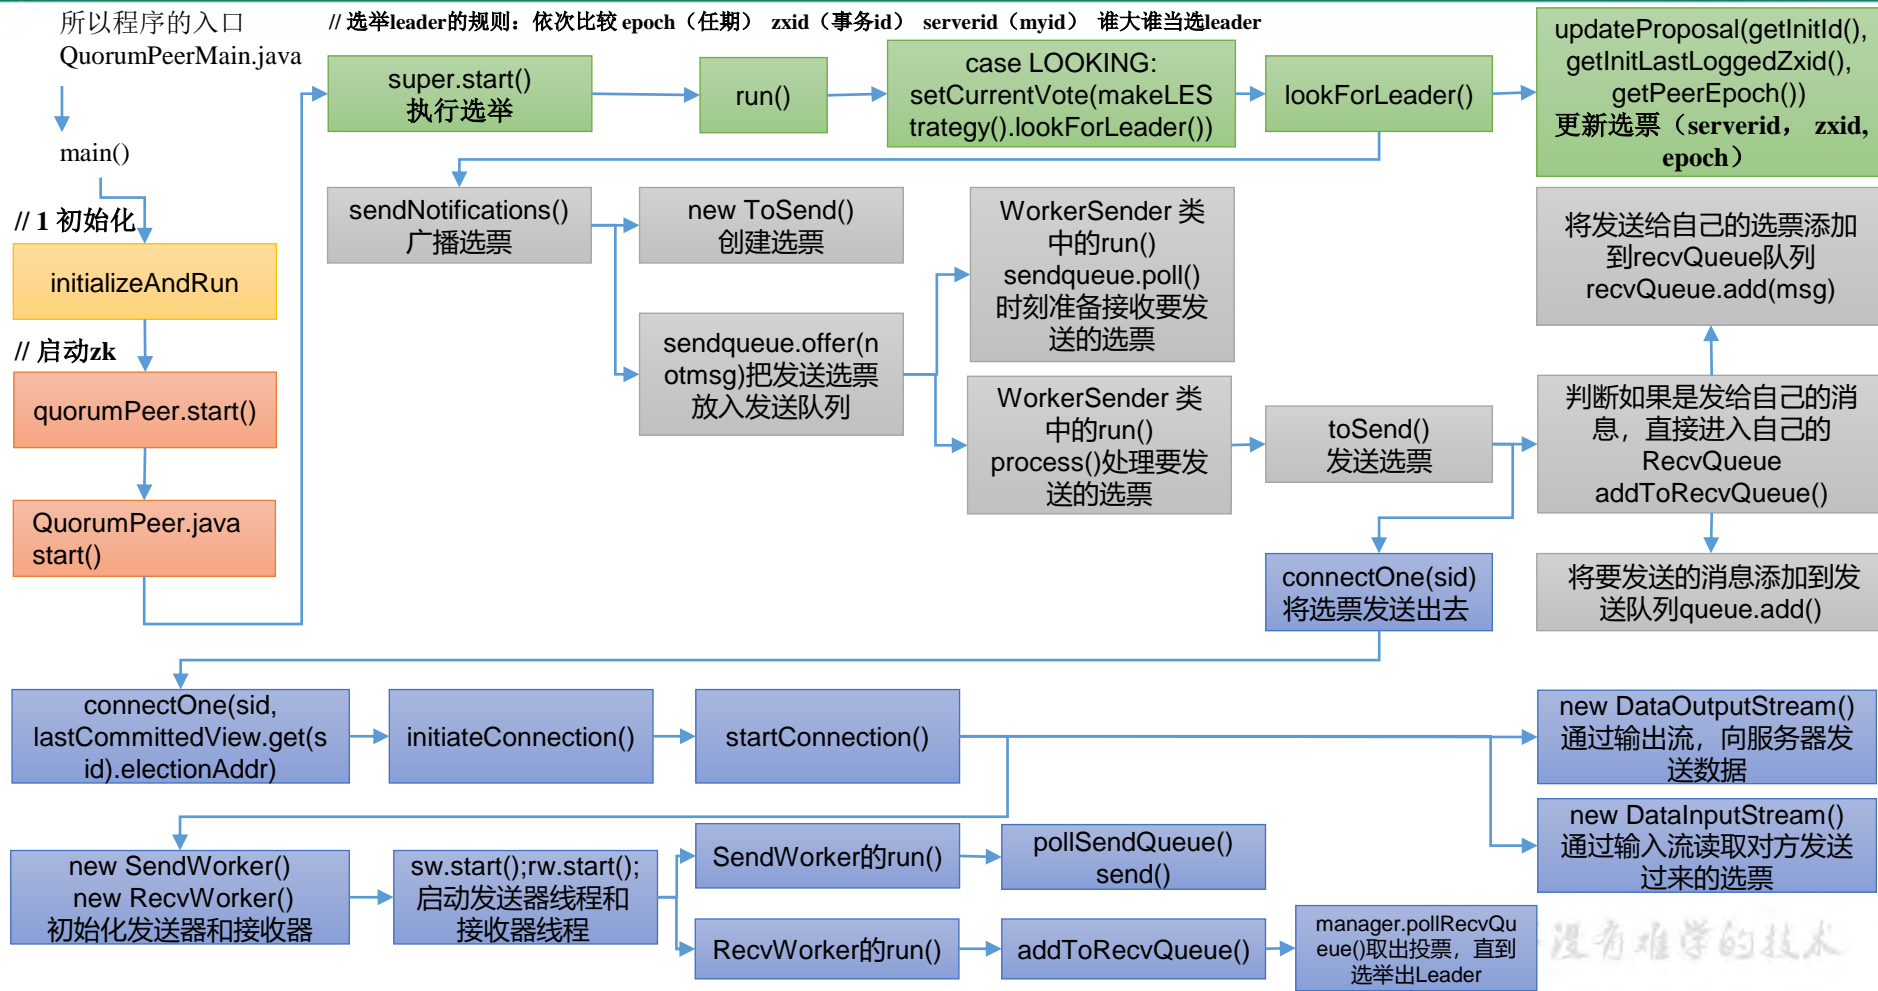 所以程序的入口
QuorumPeerMain.java
main()
// 选举leader的规则：依次比较 epoch（任期） zxid（事务id） serverid（myid） 谁大谁当选leader
// 1 初始化
initializeAndRun
// 启动zk
quorumPeer.start()
QuorumPeer.java
start()
super.start()
执行选举
run()
case LOOKING:
setCurrentVote(makeLES
trategy().lookForLeader())
lookForLeader()
updateProposal(getInitId(),
getInitLastLoggedZxid(),
getPeerEpoch())
更新选票（serverid， zxid,
epoch）
sendNotifications()
广播选票
new ToSend()
创建选票
sendqueue.offer(n
otmsg)把发送选票
放入发送队列
WorkerSender 类
中的run()
sendqueue.poll()
时刻准备接收要发
送的选票
WorkerSender 类
中的run()
process()处理要发
送的选票
toSend()
发送选票
将发送给自己的选票添加
到recvQueue队列
recvQueue.add(msg)
判断如果是发给自己的消
息，直接进入自己的
RecvQueue
addToRecvQueue()
将要发送的消息添加到发
送队列queue.add()
connectOne(sid)
将选票发送出去
connectOne(sid,
lastCommittedView.get(s
id).electionAddr)
initiateConnection()
startConnection()
new DataOutputStream()
通过输出流，向服务器发
送数据
new DataInputStream()
通过输入流读取对方发送
过来的选票
new SendWorker()
new RecvWorker()
初始化发送器和接收器
sw.start();rw.start();
启动发送器线程和
接收器线程
SendWorker的run()
pollSendQueue()
send()
RecvWorker的run()
addToRecvQueue()
manager.pollRecvQu
eue()取出投票，直到
选举出Leader
没有难学的技术